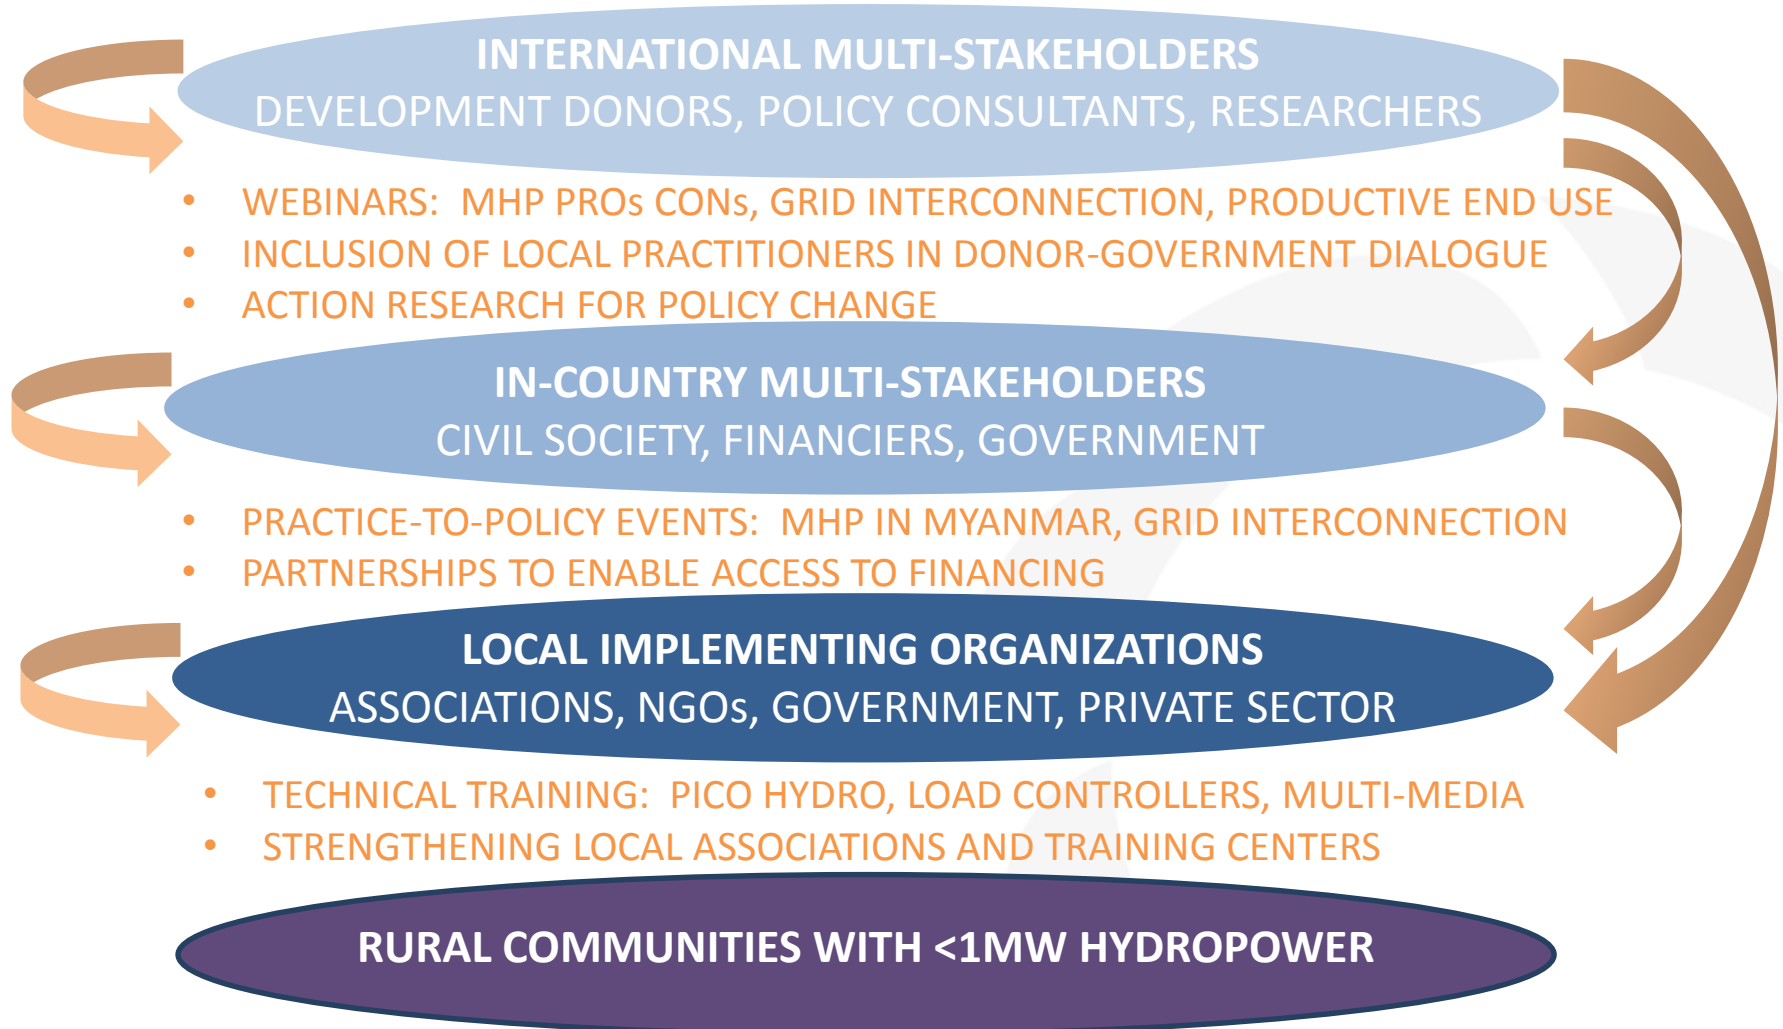 INTERNATIONAL MULTI-STAKEHOLDERS
DEVELOPMENT DONORS, POLICY CONSULTANTS, RESEARCHERS
• WEBINARS: MHP PROs CONs, GRID INTERCONNECTION, PRODUCTIVE END USE
• INCLUSION OF LOCAL PRACTITIONERS IN DONOR-GOVERNMENT DIALOGUE
• ACTION RESEARCH FOR POLICY CHANGE
IN-COUNTRY MULTI-STAKEHOLDERS
CIVIL SOCIETY, FINANCIERS, GOVERNMENT
• PRACTICE-TO-POLICY EVENTS: MHP IN MYANMAR, GRID INTERCONNECTION
• PARTNERSHIPS TO ENABLE ACCESS TO FINANCING
LOCAL IMPLEMENTING ORGANIZATIONS
ASSOCIATIONS, NGOs, GOVERNMENT, PRIVATE SECTOR
• TECHNICAL TRAINING: PICO HYDRO, LOAD CONTROLLERS, MULTI-MEDIA
• STRENGTHENING LOCAL ASSOCIATIONS AND TRAINING CENTERS
RURAL COMMUNITIES WITH <1MW HYDROPOWER